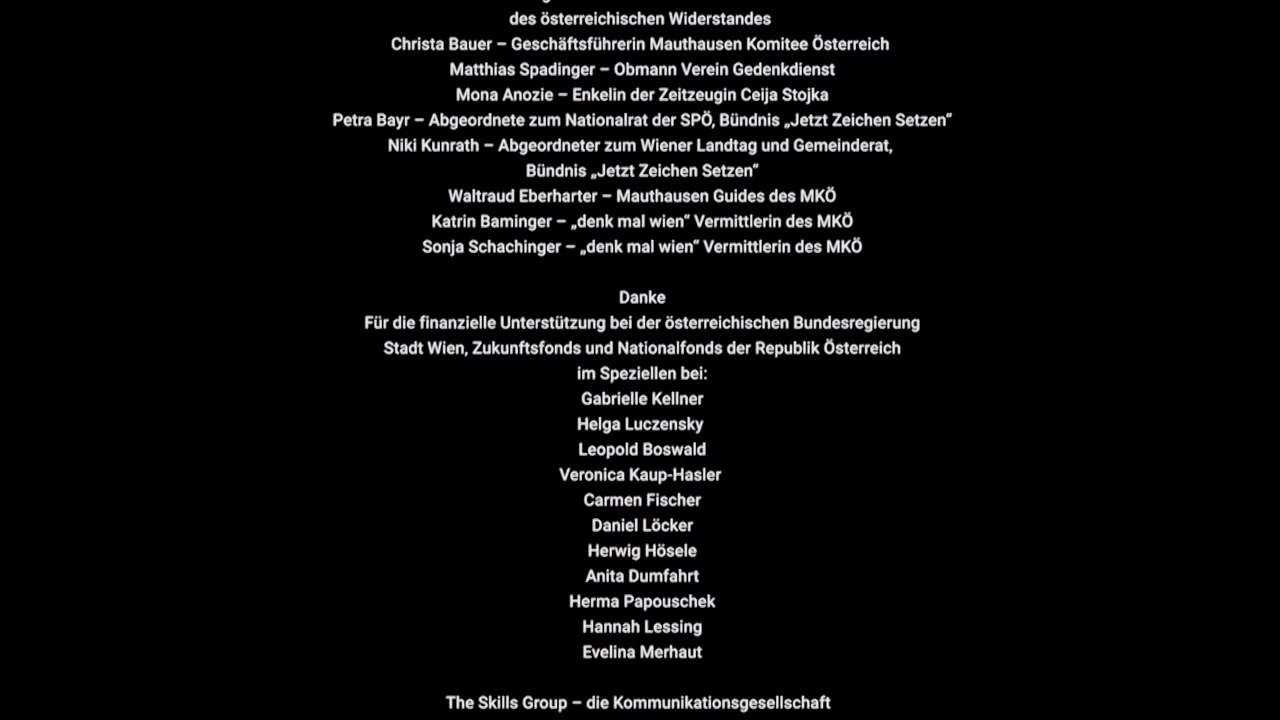 des österreichischen Widerstandes
Christa Bauer – Geschäftsführerin Mauthausen Komitee Österreich
Matthias Spadinger – Obmann Verein Gedenkdienst
Mona Anozie – Enkelin der Zeitzeugin Ceija Stojka
Petra Bayr – Abgeordnete zum Nationalrat der SPÖ, Bündnis „Jetzt Zeichen Setzen“
Niki Kunrath – Abgeordneter zum Wiener Landtag und Gemeinderat,
Bündnis „Jetzt Zeichen Setzen“
Waltraud Eberharter – Mauthausen Guides des MKÖ
Katrin Baminger – „denk mal wien“ Vermittlerin des MKÖ
Sonja Schachinger – „denk mal wien“ Vermittlerin des MKÖ
Danke
Für die finanzielle Unterstützung bei der österreichischen Bundesregierung
Stadt Wien, Zukunftsfonds und Nationalfonds der Republik Österreich
im Speziellen bei:
Gabrielle Kellner
Helga Luczensky
Leopold Boswald
Veronica Kaup-Hasler
Carmen Fischer
Daniel Löcker
Herwig Hösele
Anita Dumfahrt
Herma Papouschek
Hannah Lessing
Evelina Merhaut
The Skills Group – die Kommunikationsgesellschaft